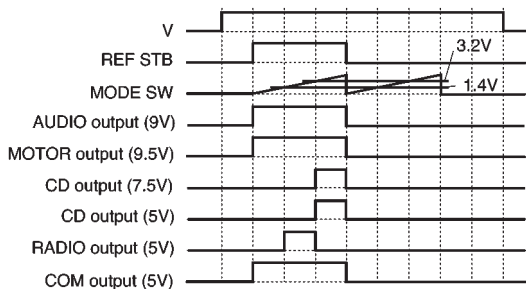 V
REF STB
3.2V
MODE SW
1.4V
AUDIO output (9V)
MOTOR output (9.5V)
CD output (7.5V)
CD output (5V)
RADIO output (5V)
COM output (5V)